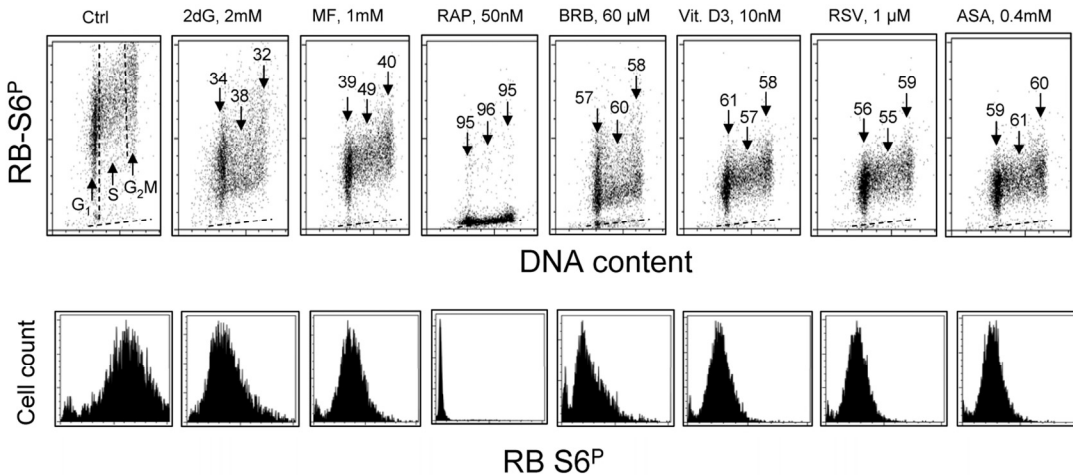 Ctrl 2dG, 2mM MF, 1mM RAP, 50nM BRB, 60 µM Vit. D3, 10nM RSV, 1 µM ASA, 0.4mM
RB-S6ᴾ
G₁ S G₂M
34 38 32
39 49 40
95 96 95
57 60 58
61 57 58
56 55 59
59 61 60
DNA content
Cell count
RB S6ᴾ